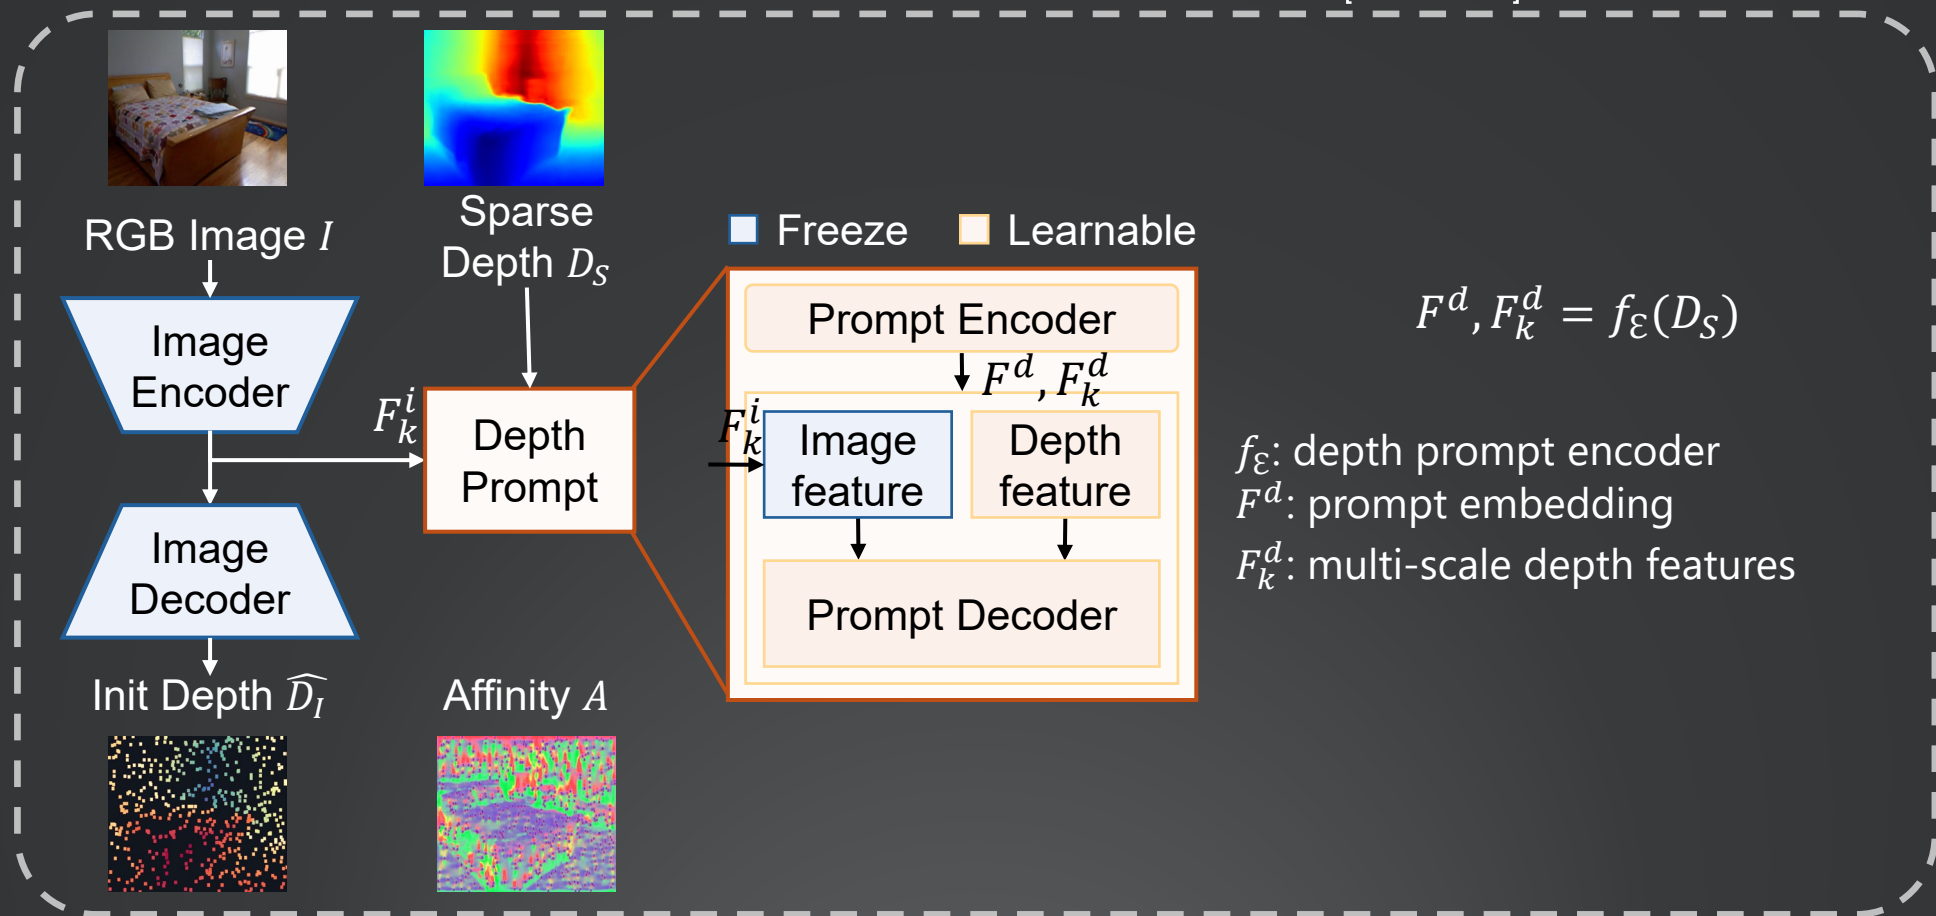 RGB Image I
Sparse
Depth D_S
Freeze
Learnable
Image
Encoder
F_k^i
Depth
Prompt
Image
Decoder
Init Depth \widehat{D_I}
Affinity A
Prompt Encoder
F^d, F_k^d
F_k^i
Image
feature
Depth
feature
Prompt Decoder
F^d, F_k^d = f_ℇ(D_S)
f_ℇ: depth prompt encoder
F^d: prompt embedding
F_k^d: multi-scale depth features